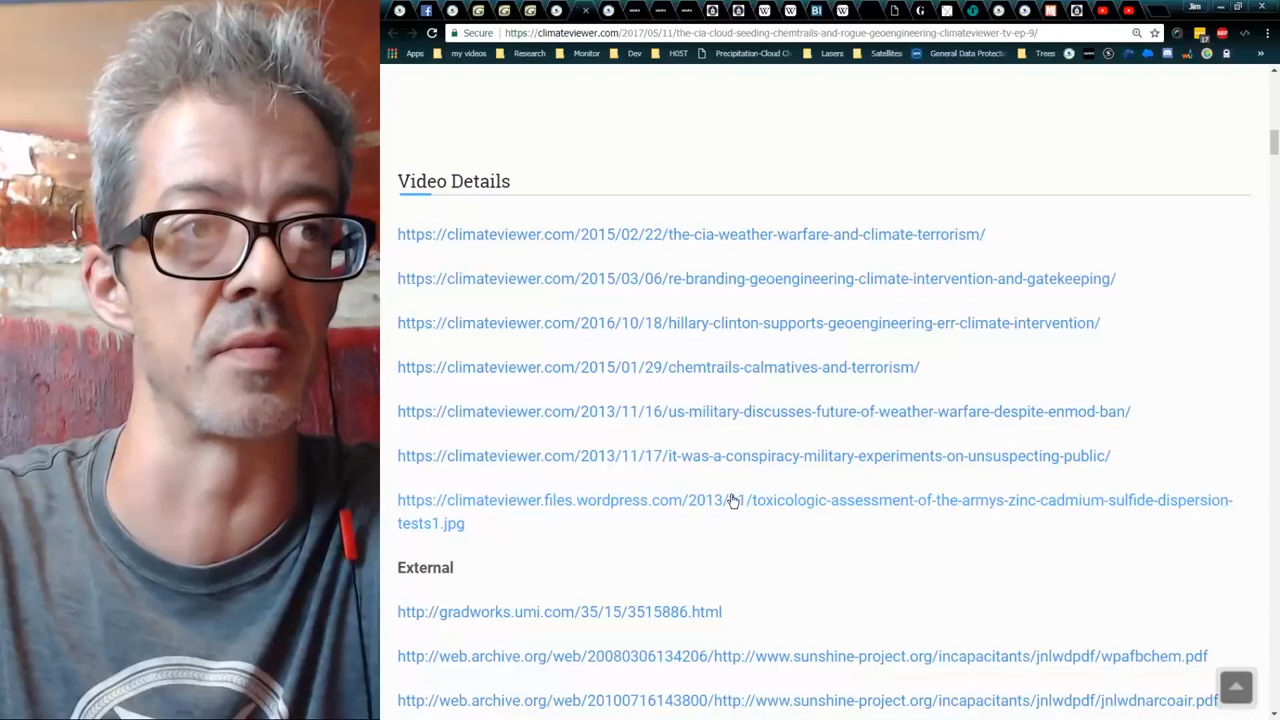 Jim
Secure
https://climateviewer.com/2017/05/11/the-cia-cloud-seeding-chemtrails-and-rogue-geoengineering-climateviewer-tv-ep-9/
Apps my videos Research Monitor Dev H05T Precipitation-Cloud C Lasers Satellites General Data Protectio Trees
Video Details
https://climateviewer.com/2015/02/22/the-cia-weather-warfare-and-climate-terrorism/
https://climateviewer.com/2015/03/06/re-branding-geoengineering-climate-intervention-and-gatekeeping/
https://climateviewer.com/2016/10/18/hillary-clinton-supports-geoengineering-err-climate-intervention/
https://climateviewer.com/2015/01/29/chemtrails-calmatives-and-terrorism/
https://climateviewer.com/2013/11/16/us-military-discusses-future-of-weather-warfare-despite-enmod-ban/
https://climateviewer.com/2013/11/17/it-was-a-conspiracy-military-experiments-on-unsuspecting-public/
https://climateviewer.files.wordpress.com/2013/11/toxicologic-assessment-of-the-armys-zinc-cadmium-sulfide-dispersion-
tests1.jpg
External
http://gradworks.umi.com/35/15/3515886.html
http://web.archive.org/web/20080306134206/http://www.sunshine-project.org/incapacitants/jnlwdpdf/wpafbchem.pdf
http://web.archive.org/web/20100716143800/http://www.sunshine-project.org/incapacitants/jnlwdpdf/jnlwdnarcoair.pdf